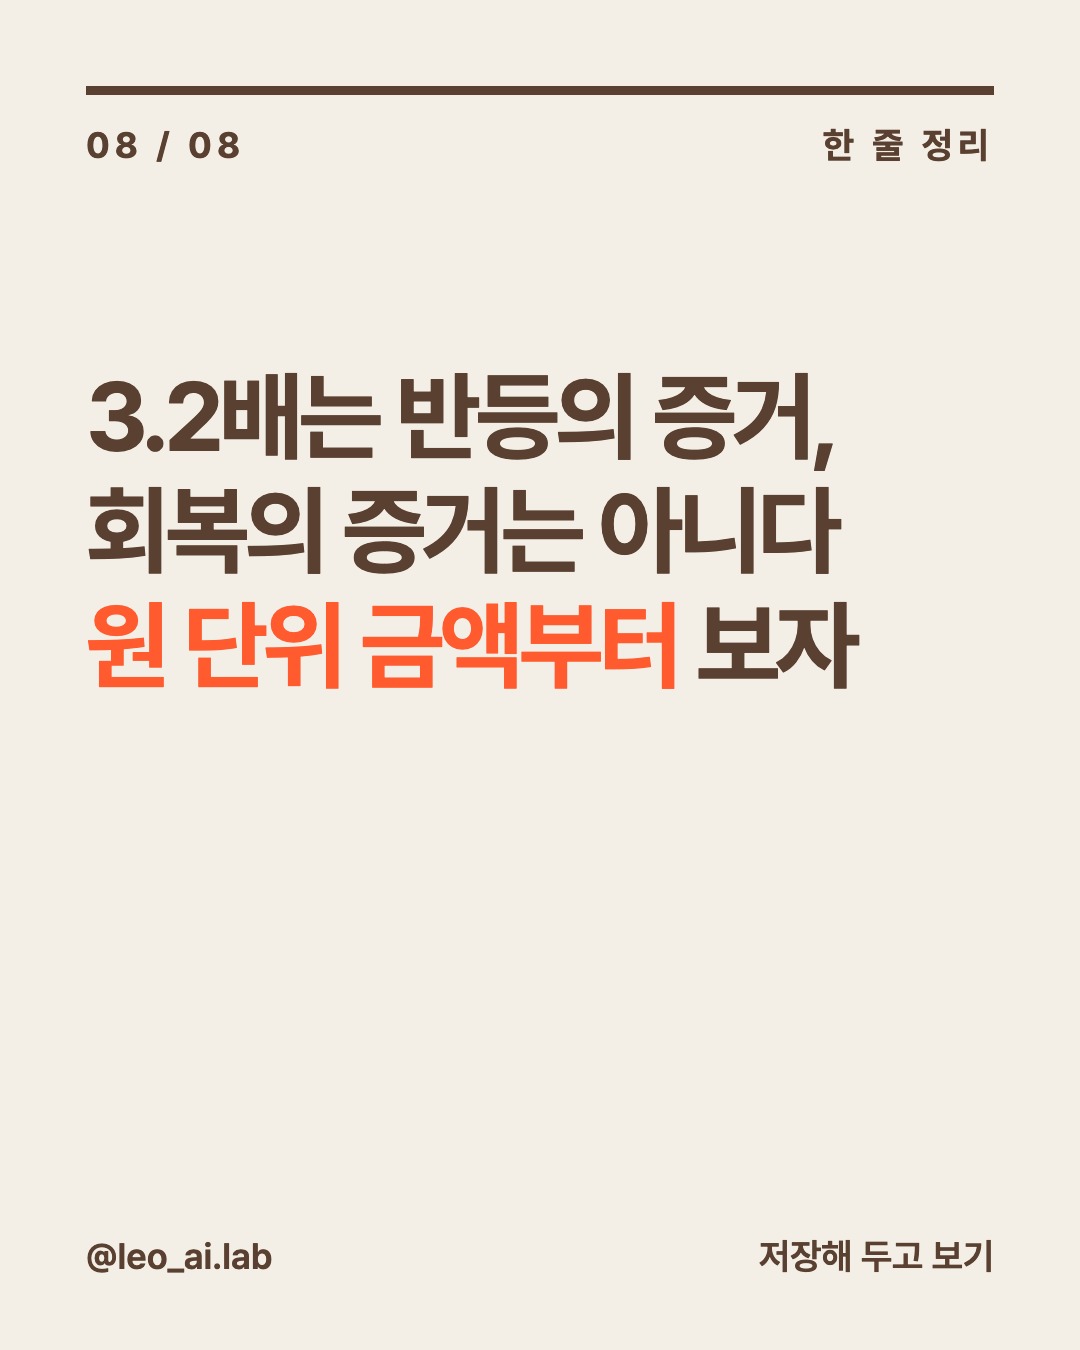 08 / 08
한 줄 정리
3.2배는 반등의 증거,
회복의 증거는 아니다
원 단위 금액부터 보자
@leo_ai.lab
저장해 두고 보기